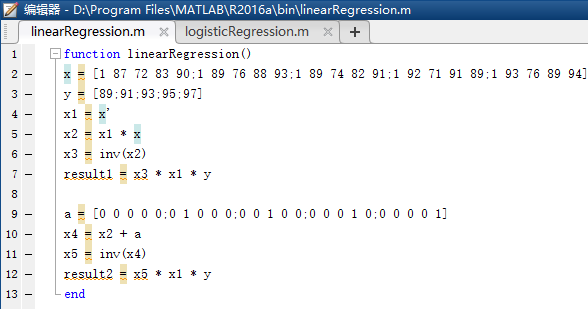 编辑器 - D:\Program Files\MATLAB\R2016a\bin\linearRegression.m
linearRegression.m × logisticRegression.m × +
1 function linearRegression()
2 — x = [1 87 72 83 90;1 89 76 88 93;1 89 74 82 91;1 92 71 91 89;1 93 76 89 94]
3 — y = [89;91;93;95;97]
4 — x1 = x'
5 — x2 = x1 * x
6 — x3 = inv(x2)
7 — result1 = x3 * x1 * y
8
9 — a = [0 0 0 0 0;0 1 0 0 0;0 0 1 0 0;0 0 0 1 0;0 0 0 0 1]
10 — x4 = x2 + a
11 — x5 = inv(x4)
12 — result2 = x5 * x1 * y
13 — end